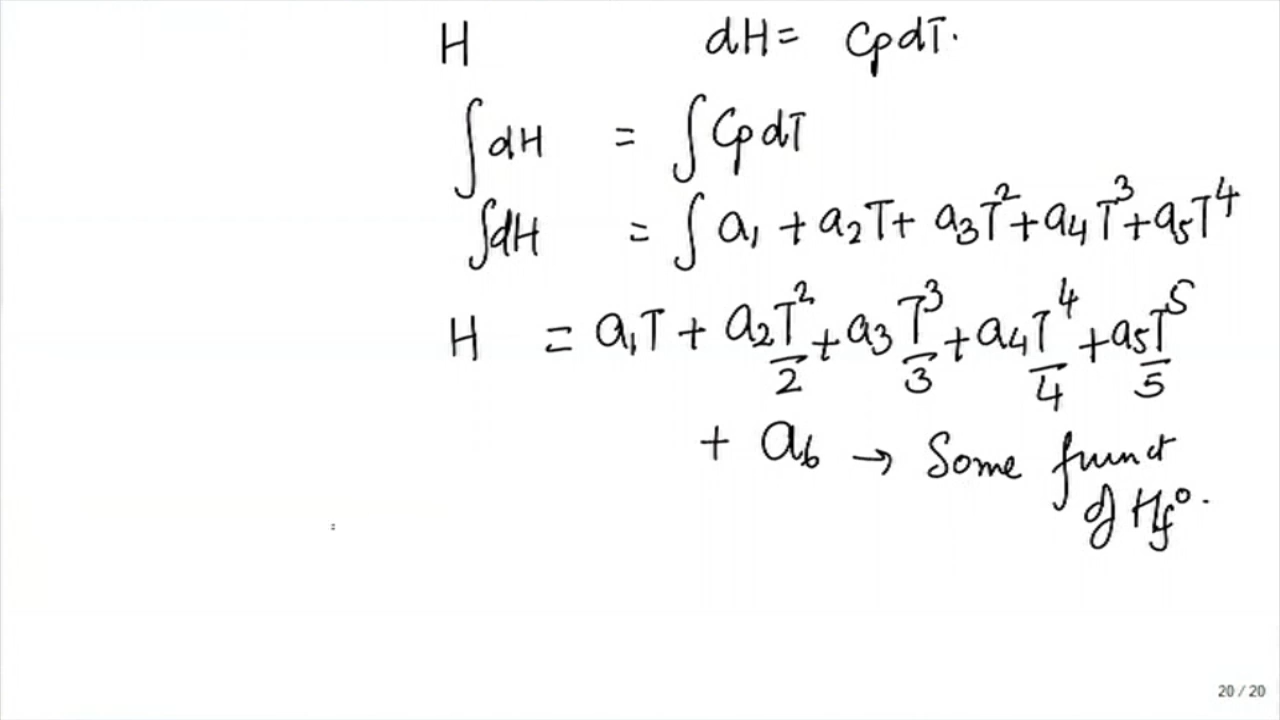 H dH = CpdT.
∫dH = ∫CpdT
∫dH = ∫ a₁ + a₂T + a₃T² + a₄T³ + a₅T⁴
H = a₁T + a₂T²/2 + a₃T³/3 + a₄T⁴/4 + a₅T⁵/5
+ a₆ → Some funct
of Hf°.
20 / 20